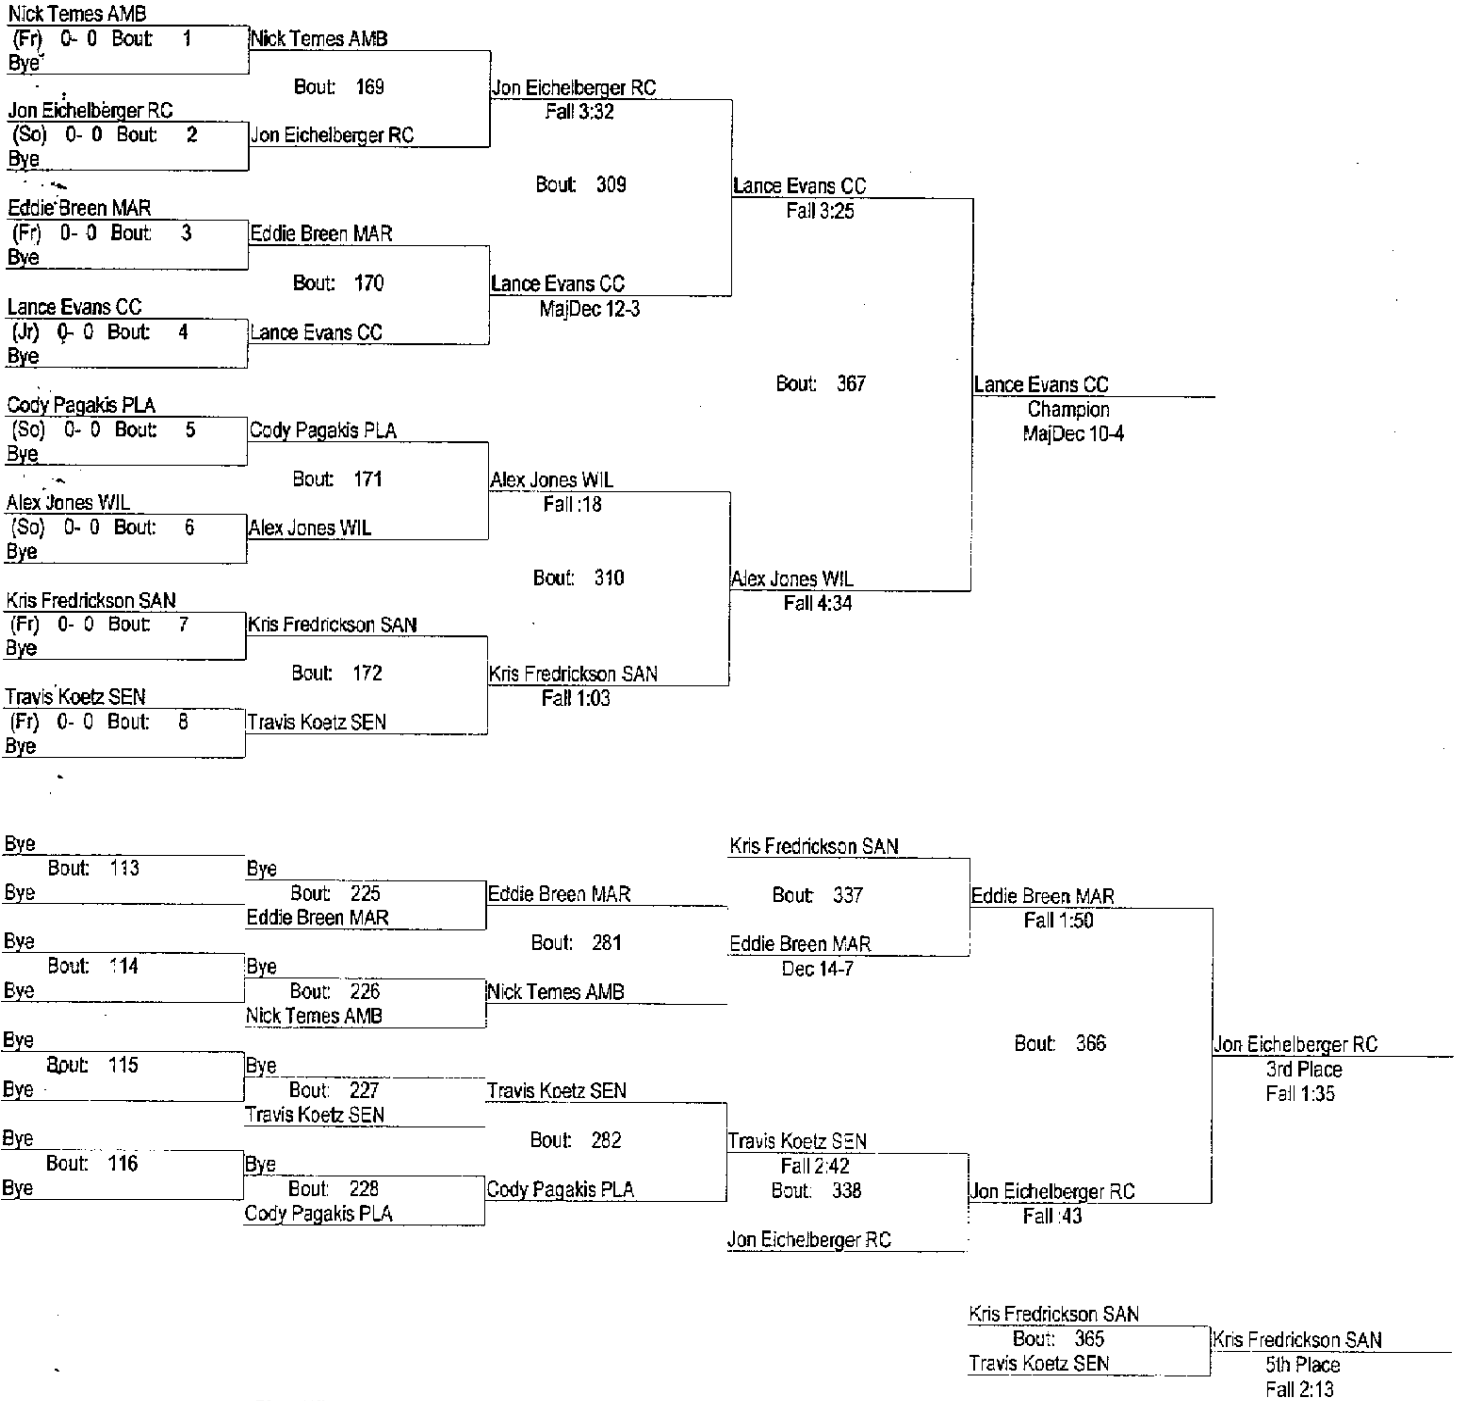 Nick Temes AMB
(Fr) 0- 0 Bout: 1
Bye
Nick Temes AMB
Bout: 169
Jon Eichelberger RC
(So) 0- 0 Bout: 2
Bye
Jon Eichelberger RC
Jon Eichelberger RC
Fall 3:32
Bout: 309
Eddie Breen MAR
(Fr) 0- 0 Bout: 3
Bye
Eddie Breen MAR
Bout: 170
Lance Evans CC
(Jr) 0- 0 Bout: 4
Bye
Lance Evans CC
Lance Evans CC
MajDec 12-3
Lance Evans CC
Fall 3:25
Bout: 367
Cody Pagakis PLA
(So) 0- 0 Bout: 5
Bye
Cody Pagakis PLA
Bout: 171
Alex Jones WIL
(So) 0- 0 Bout: 6
Bye
Alex Jones WIL
Alex Jones WIL
Fall :18
Bout: 310
Kris Fredrickson SAN
(Fr) 0- 0 Bout: 7
Bye
Kris Fredrickson SAN
Bout: 172
Travis Koetz SEN
(Fr) 0- 0 Bout: 8
Bye
Travis Koetz SEN
Kris Fredrickson SAN
Fall 1:03
Alex Jones WIL
Fall 4:34
Lance Evans CC
Champion
MajDec 10-4
Bye
Bout: 113
Bye
Bye
Bout: 225
Eddie Breen MAR
Eddie Breen MAR
Bout: 281
Bye
Bout: 114
Bye
Bye
Bout: 226
Nick Temes AMB
Nick Temes AMB
Kris Fredrickson SAN
Bout: 337
Eddie Breen MAR
Dec 14-7
Eddie Breen MAR
Fall 1:50
Bout: 366
Bye
Bout: 115
Bye
Bye
Bout: 227
Travis Koetz SEN
Travis Koetz SEN
Bout: 282
Bye
Bout: 116
Bye
Bye
Bout: 228
Cody Pagakis PLA
Cody Pagakis PLA
Travis Koetz SEN
Fall 2:42
Bout: 338
Jon Eichelberger RC
Jon Eichelberger RC
Fall :43
Jon Eichelberger RC
3rd Place
Fall 1:35
Kris Fredrickson SAN
Bout: 365
Travis Koetz SEN
Kris Fredrickson SAN
5th Place
Fall 2:13